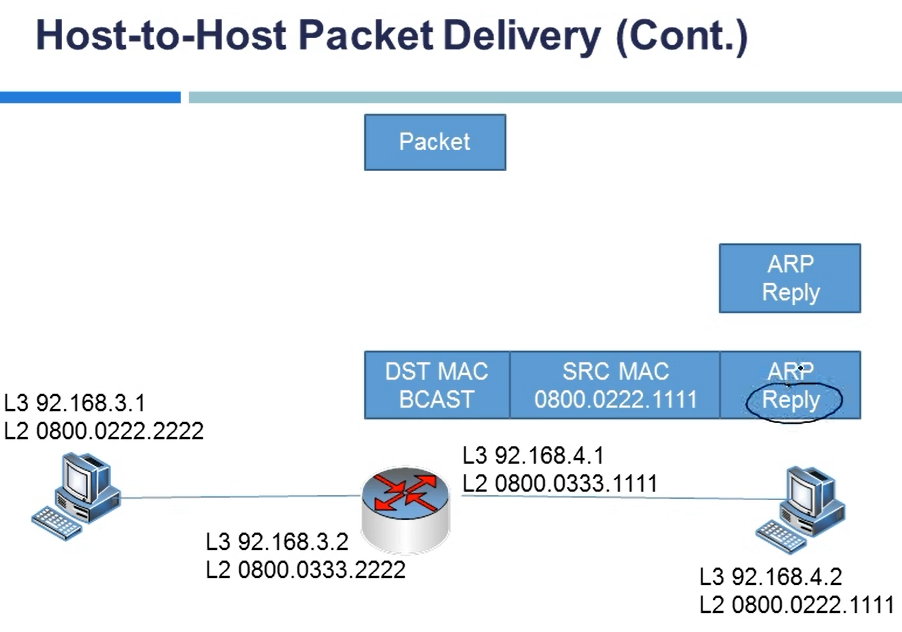 Host-to-Host Packet Delivery (Cont.)
Packet
ARP
Reply
DST MAC
BCAST
SRC MAC
0800.0222.1111
ARP
Reply
L3 92.168.3.1
L2 0800.0222.2222
L3 92.168.4.1
L2 0800.0333.1111
L3 92.168.3.2
L2 0800.0333.2222
L3 92.168.4.2
L2 0800.0222.1111